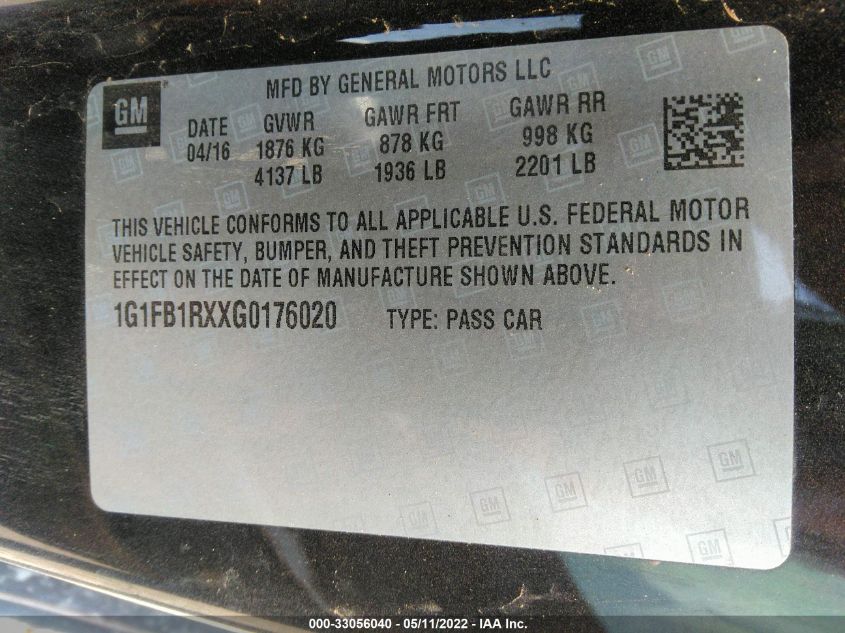 GM
MFD BY GENERAL MOTORS LLC
DATE GVWR GAWR FRT GAWR RR
04/16 1876 KG 878 KG 998 KG
4137 LB 1936 LB 2201 LB
THIS VEHICLE CONFORMS TO ALL APPLICABLE U.S. FEDERAL MOTOR
VEHICLE SAFETY, BUMPER, AND THEFT PREVENTION STANDARDS IN
EFFECT ON THE DATE OF MANUFACTURE SHOWN ABOVE.
1G1FB1RXXG0176020 TYPE: PASS CAR
000-33056040 - 05/11/2022 - IAA Inc.